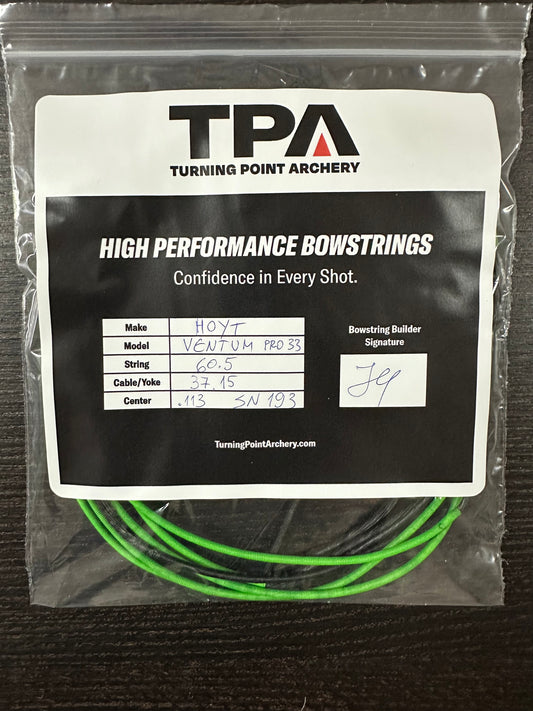 TPA
TURNING POINT ARCHERY
HIGH PERFORMANCE BOWSTRINGS
Confidence in Every Shot.
Make HOYT
Model VENTUM PRO 33
String 60.5
Cable/Yoke 37.15
Center .113 SN 193
Bowstring Builder
Signature
TurningPointArchery.com